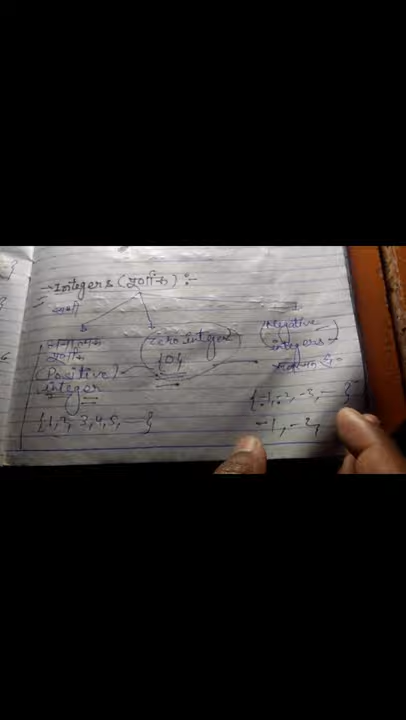 → Integers (पूर्णांक) :-
धनात्मक
पूर्णांक
(Positive)
integer
{1, 2, 3, 4, 5, — }
Zero integer
{0}
(Negative)
integers
{-1, -2, -3, — }
-1, -2,